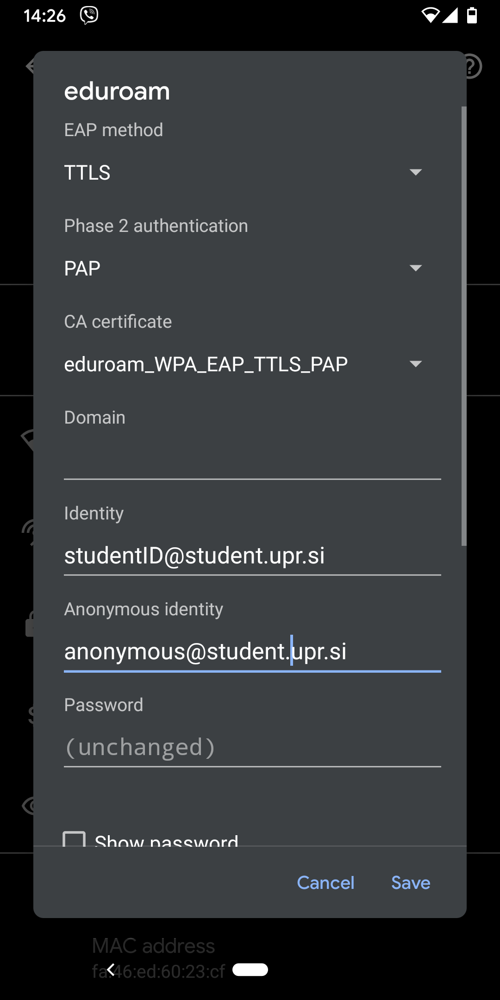 14:26
eduroam
EAP method
TTLS
Phase 2 authentication
PAP
CA certificate
eduroam_WPA_EAP_TTLS_PAP
Domain
Identity
studentID@student.upr.si
Anonymous identity
anonymous@student.upr.si
Password
(unchanged)
Show password
Cancel Save
MAC address
fa:46:ed:60:23:cf